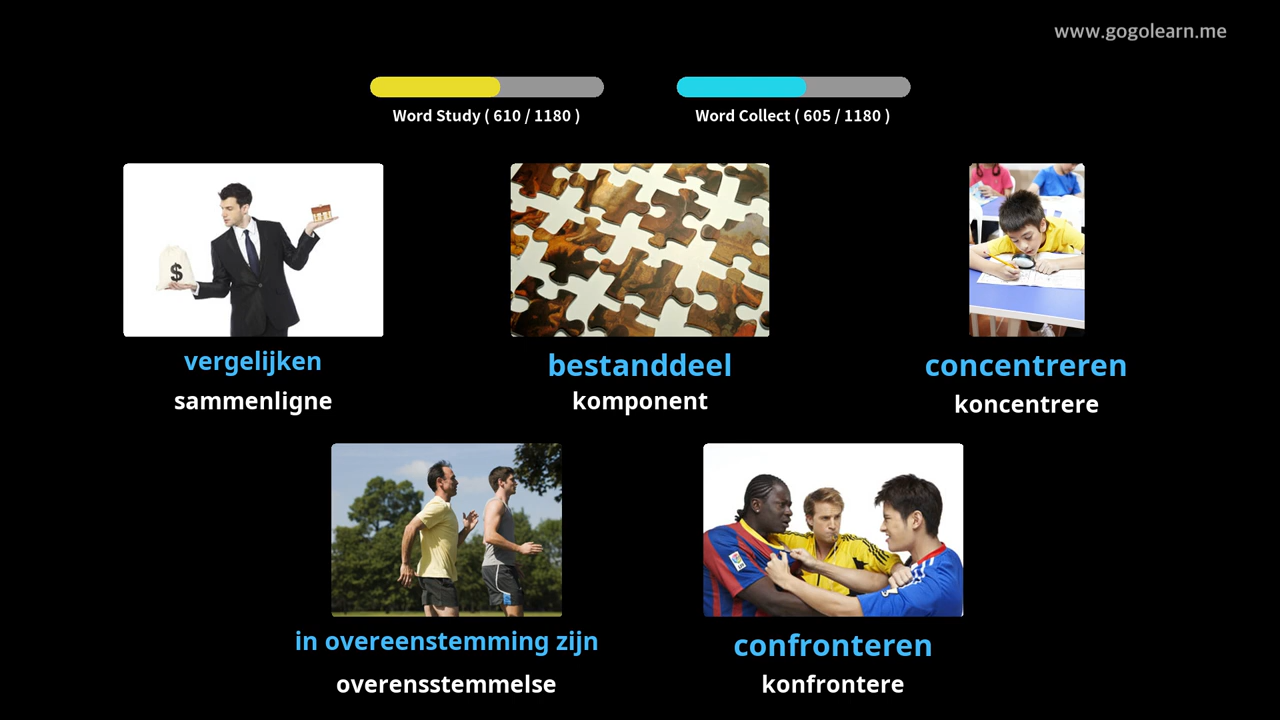 www.gogolearn.me
Word Study ( 610 / 1180 )
Word Collect ( 605 / 1180 )
$
vergelijken
sammenligne
bestanddeel
komponent
concentreren
koncentrere
in overeenstemming zijn
overensstemmelse
confronteren
konfrontere